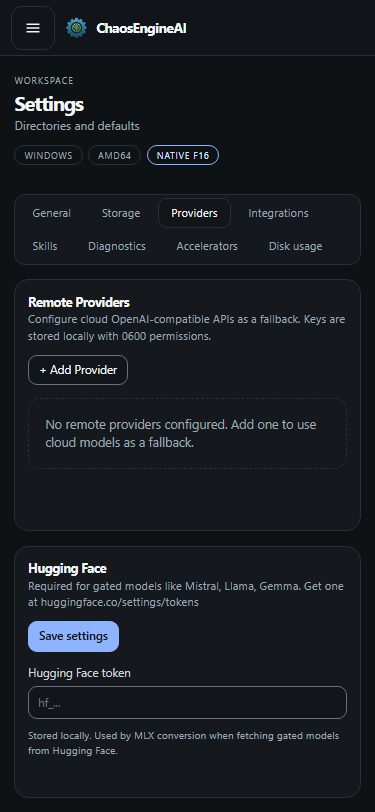 ChaosEngineAI
WORKSPACE
Settings
Directories and defaults
WINDOWS AMD64 NATIVE F16
General Storage Providers Integrations
Skills Diagnostics Accelerators Disk usage
Remote Providers
Configure cloud OpenAI-compatible APIs as a fallback. Keys are
stored locally with 0600 permissions.
+ Add Provider
No remote providers configured. Add one to use
cloud models as a fallback.
Hugging Face
Required for gated models like Mistral, Llama, Gemma. Get one
at huggingface.co/settings/tokens
Save settings
Hugging Face token
hf_...
Stored locally. Used by MLX conversion when fetching gated models
from Hugging Face.